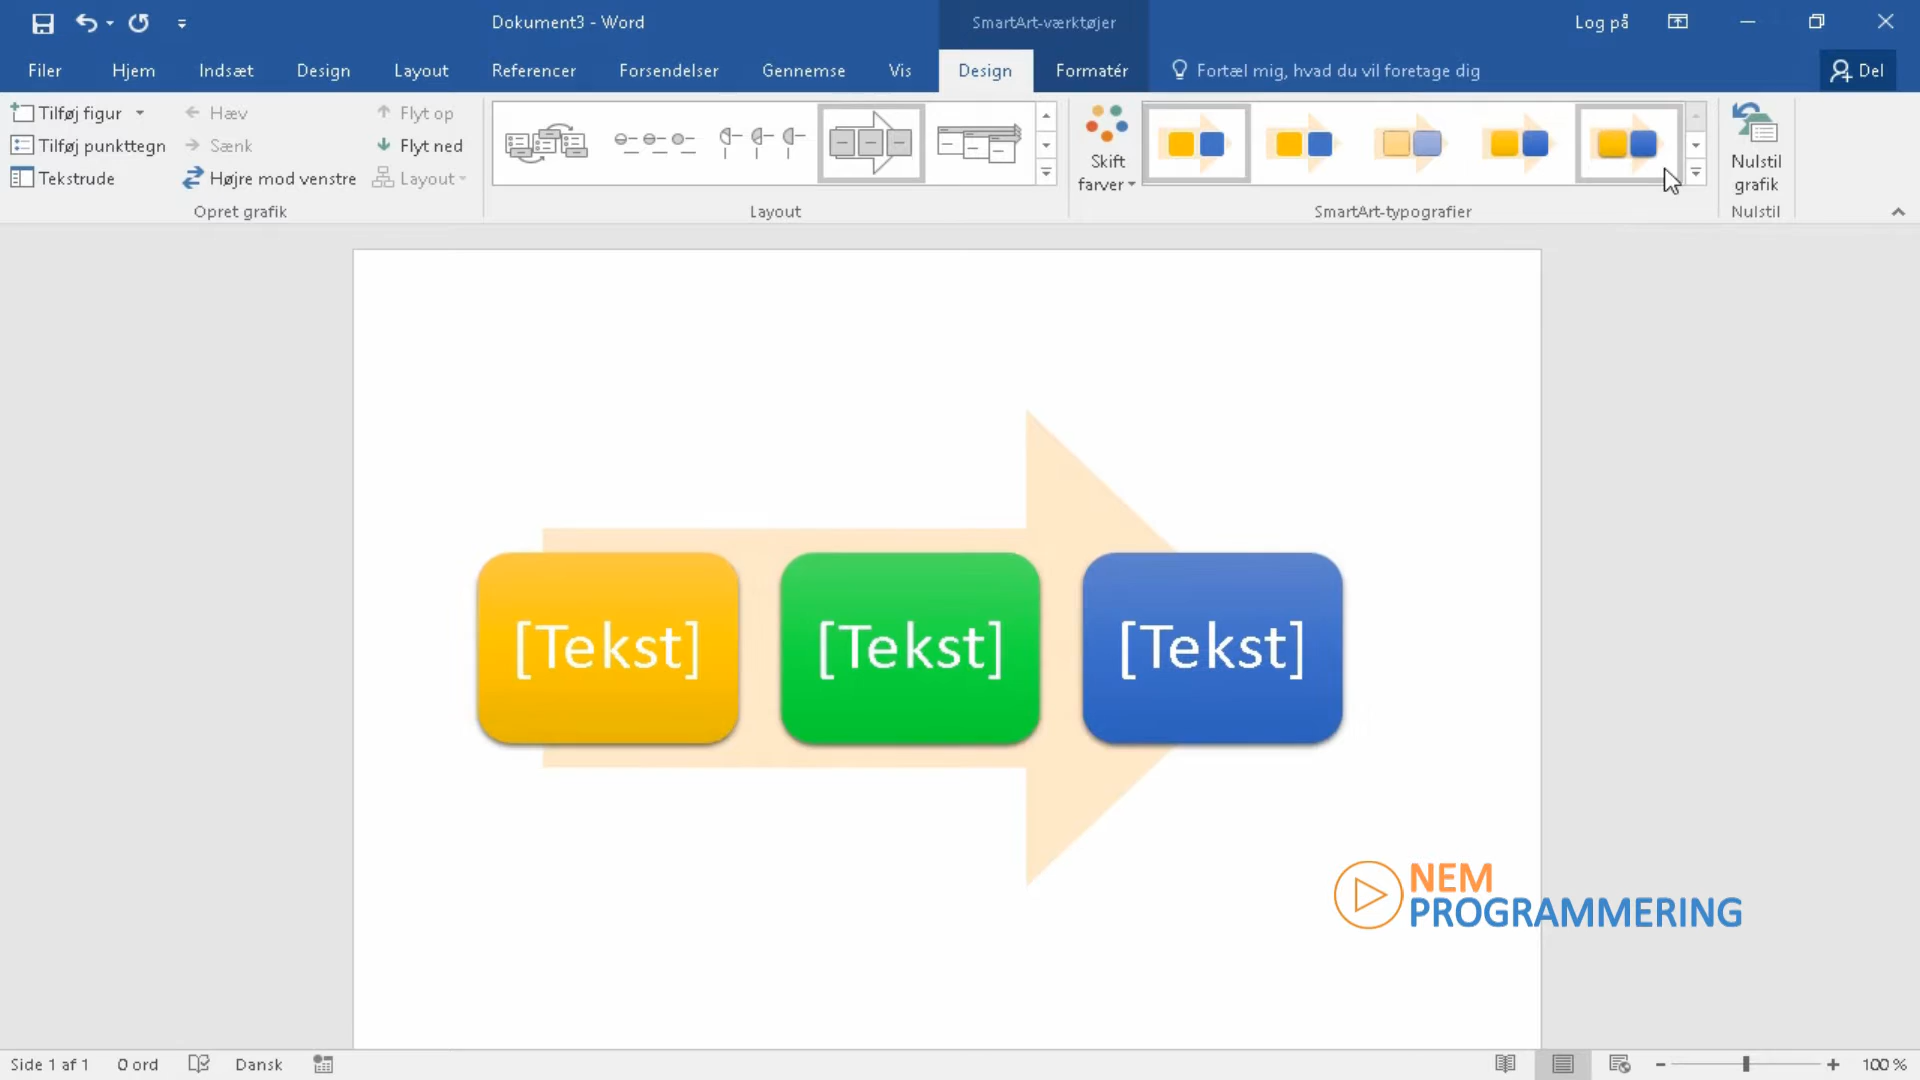 Dokument3 - Word
SmartArt-værktøjer
Log på
Filer
Hjem
Indsæt
Design
Layout
Referencer
Forsendelser
Gennemse
Vis
Design
Formatér
Fortæl mig, hvad du vil foretage dig
Del
Tilføj figur
Tilføj punkttegn
Tekstrude
Hæv
Sænk
Højre mod venstre
Flyt op
Flyt ned
Layout
Opret grafik
Layout
Skift
farver
SmartArt-typografier
Nulstil
grafik
Nulstil
[Tekst]
[Tekst]
[Tekst]
NEM
PROGRAMMERING
Side 1 af 1
0 ord
Dansk
100 %